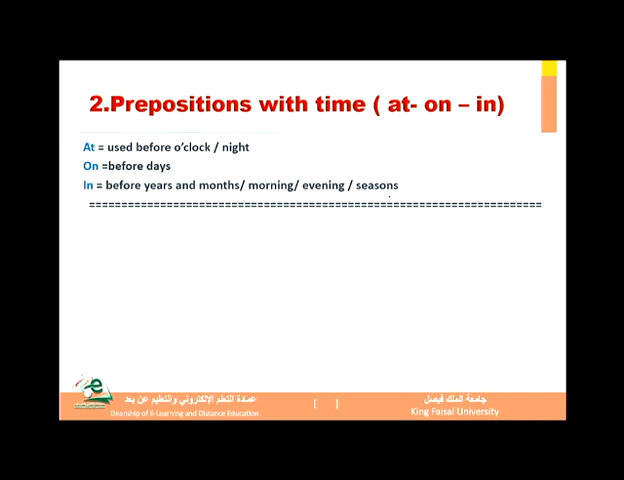 2.Prepositions with time ( at- on – in)
At = used before o'clock / night
On =before days
In = before years and months/ morning/ evening / seasons
======================================================================
عمادة التعلم الإلكتروني والتعليم عن بعد
Deanship of E-Learning and Distance Education
[ ]
جامعة الملك فيصل
King Faisal University